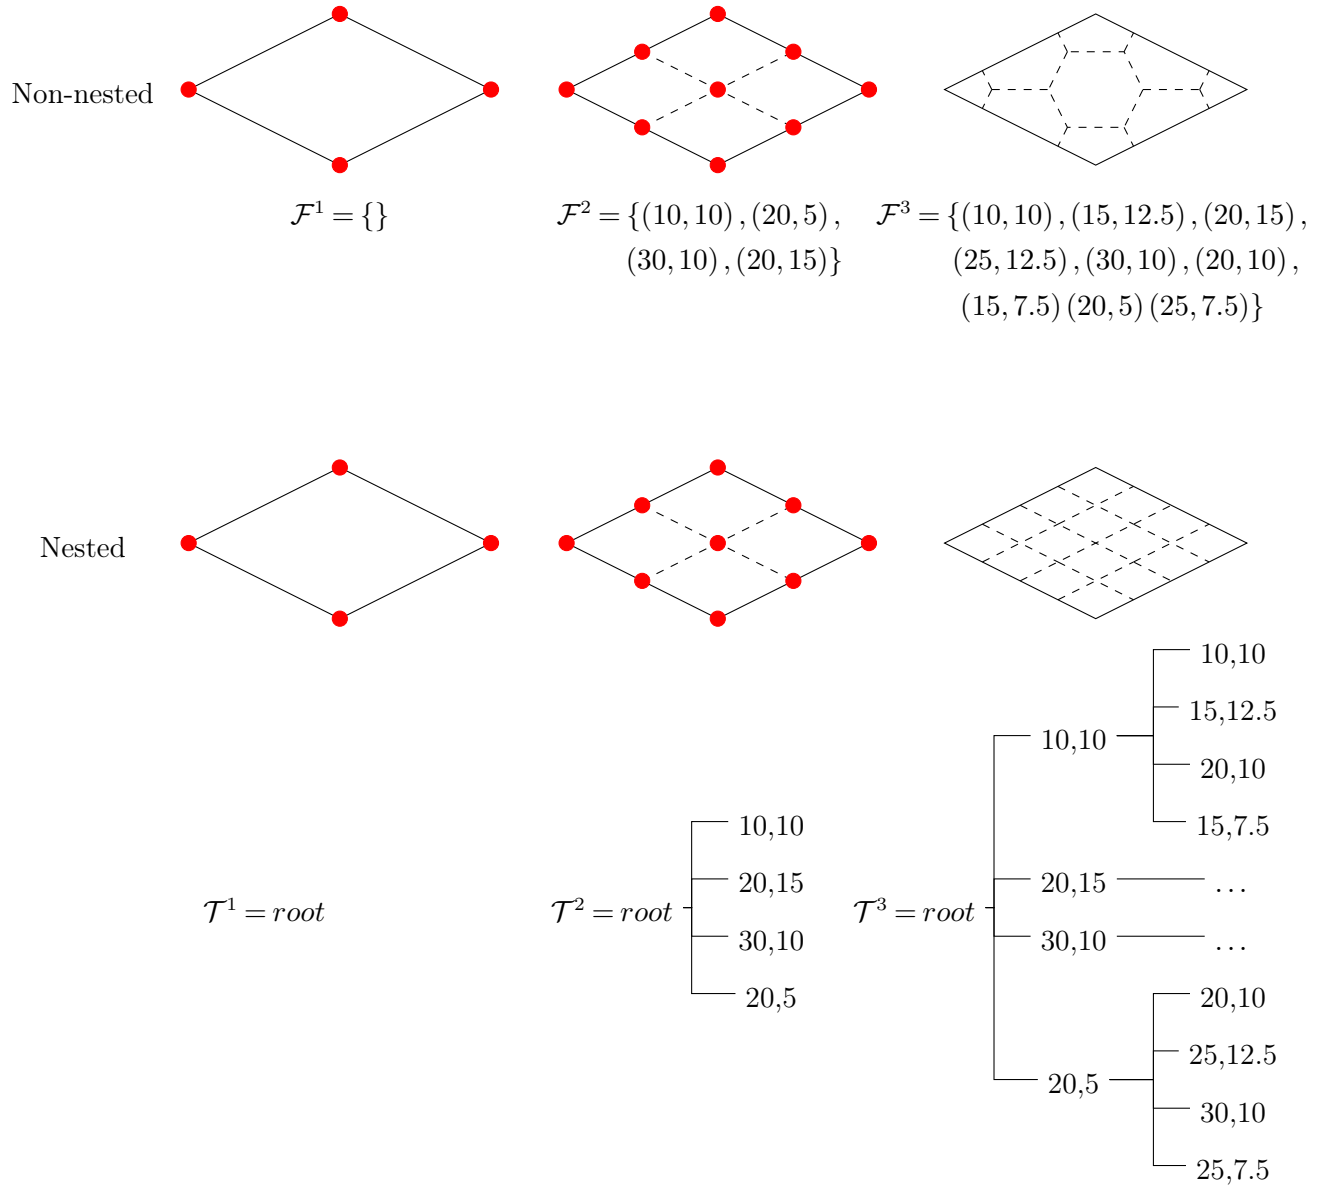 Non-nested
𝓕¹ = {}
𝓕² = {(10, 10) , (20, 5) ,
(30, 10) , (20, 15)}
𝓕³ = {(10, 10) , (15, 12.5) , (20, 15) ,
(25, 12.5) , (30, 10) , (20, 10) ,
(15, 7.5) (20, 5) (25, 7.5)}
Nested
𝓣¹ = root
𝓣² = root
10,10
20,15
30,10
20,5
𝓣³ = root
10,10
10,10
15,12.5
20,10
15,7.5
20,15
...
30,10
...
20,5
20,10
25,12.5
30,10
25,7.5